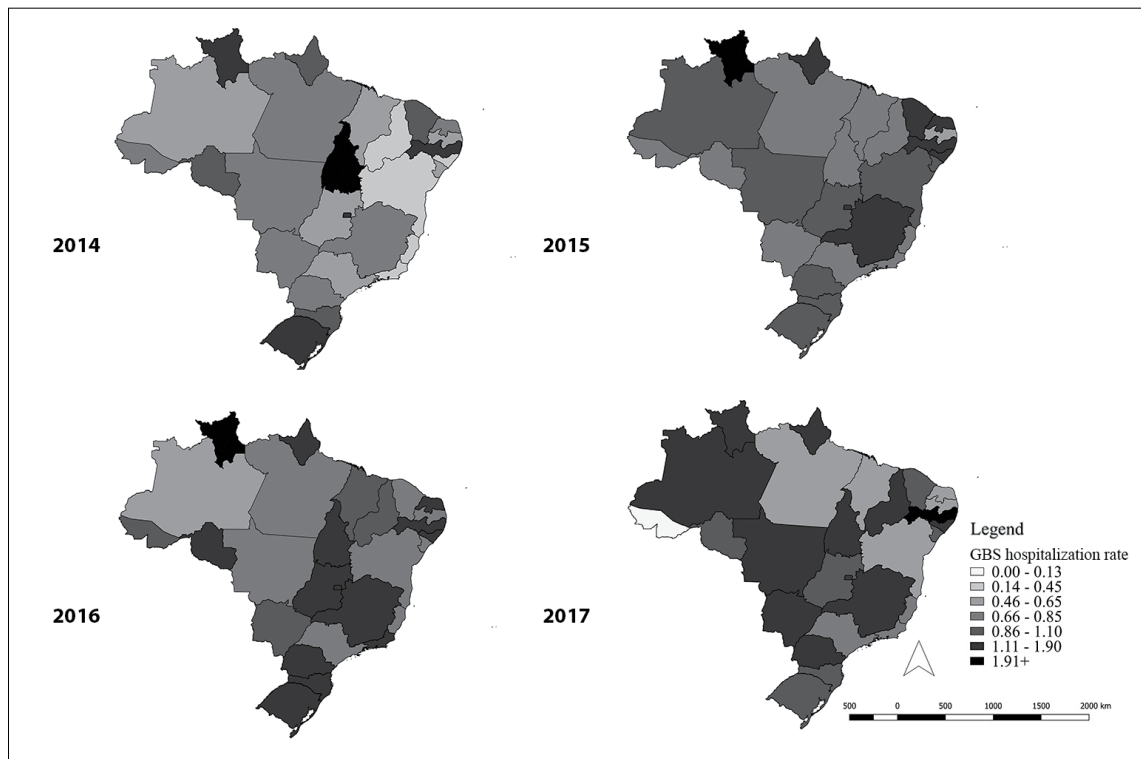 2014
2015
2016
2017
Legend
GBS hospitalization rate
0.00 - 0.13
0.14 - 0.45
0.46 - 0.65
0.66 - 0.85
0.86 - 1.10
1.11 - 1.90
1.91+
500 0 500 1000 1500 2000 km